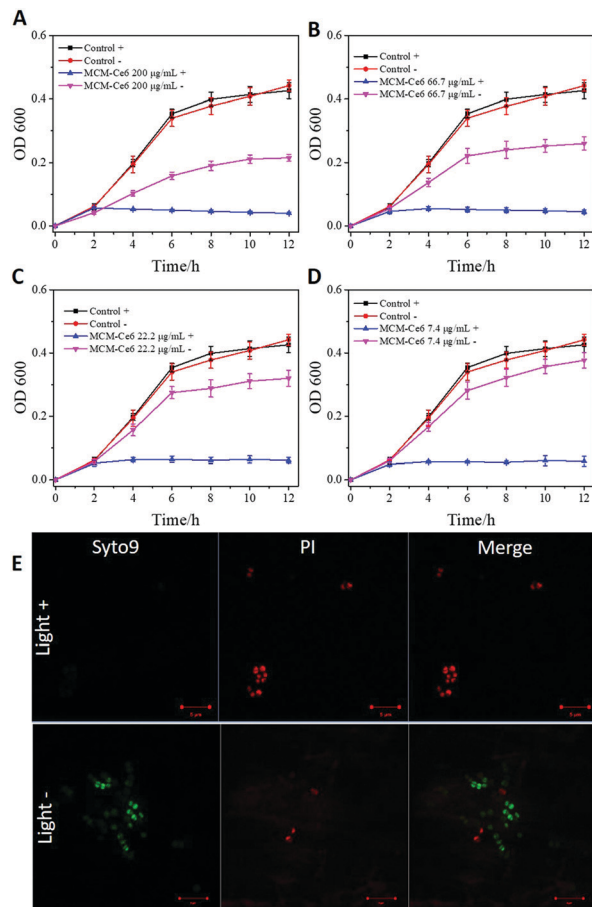 A
Control +
Control -
MCM-Ce6 200 μg/mL +
MCM-Ce6 200 μg/mL -
0.6
0.4
0.2
0.0
OD 600
0 2 4 6 8 10 12
Time/h
B
Control +
Control -
MCM-Ce6 66.7 μg/mL +
MCM-Ce6 66.7 μg/mL -
0.6
0.4
0.2
0.0
OD 600
0 2 4 6 8 10 12
Time/h
C
Control +
Control -
MCM-Ce6 22.2 μg/mL +
MCM-Ce6 22.2 μg/mL -
0.6
0.4
0.2
0.0
OD 600
0 2 4 6 8 10 12
Time/h
D
Control +
Control -
MCM-Ce6 7.4 μg/mL +
MCM-Ce6 7.4 μg/mL -
0.6
0.4
0.2
0.0
OD 600
0 2 4 6 8 10 12
Time/h
E
Syto9 PI Merge
Light +
5 μm 5 μm 5 μm
Light -